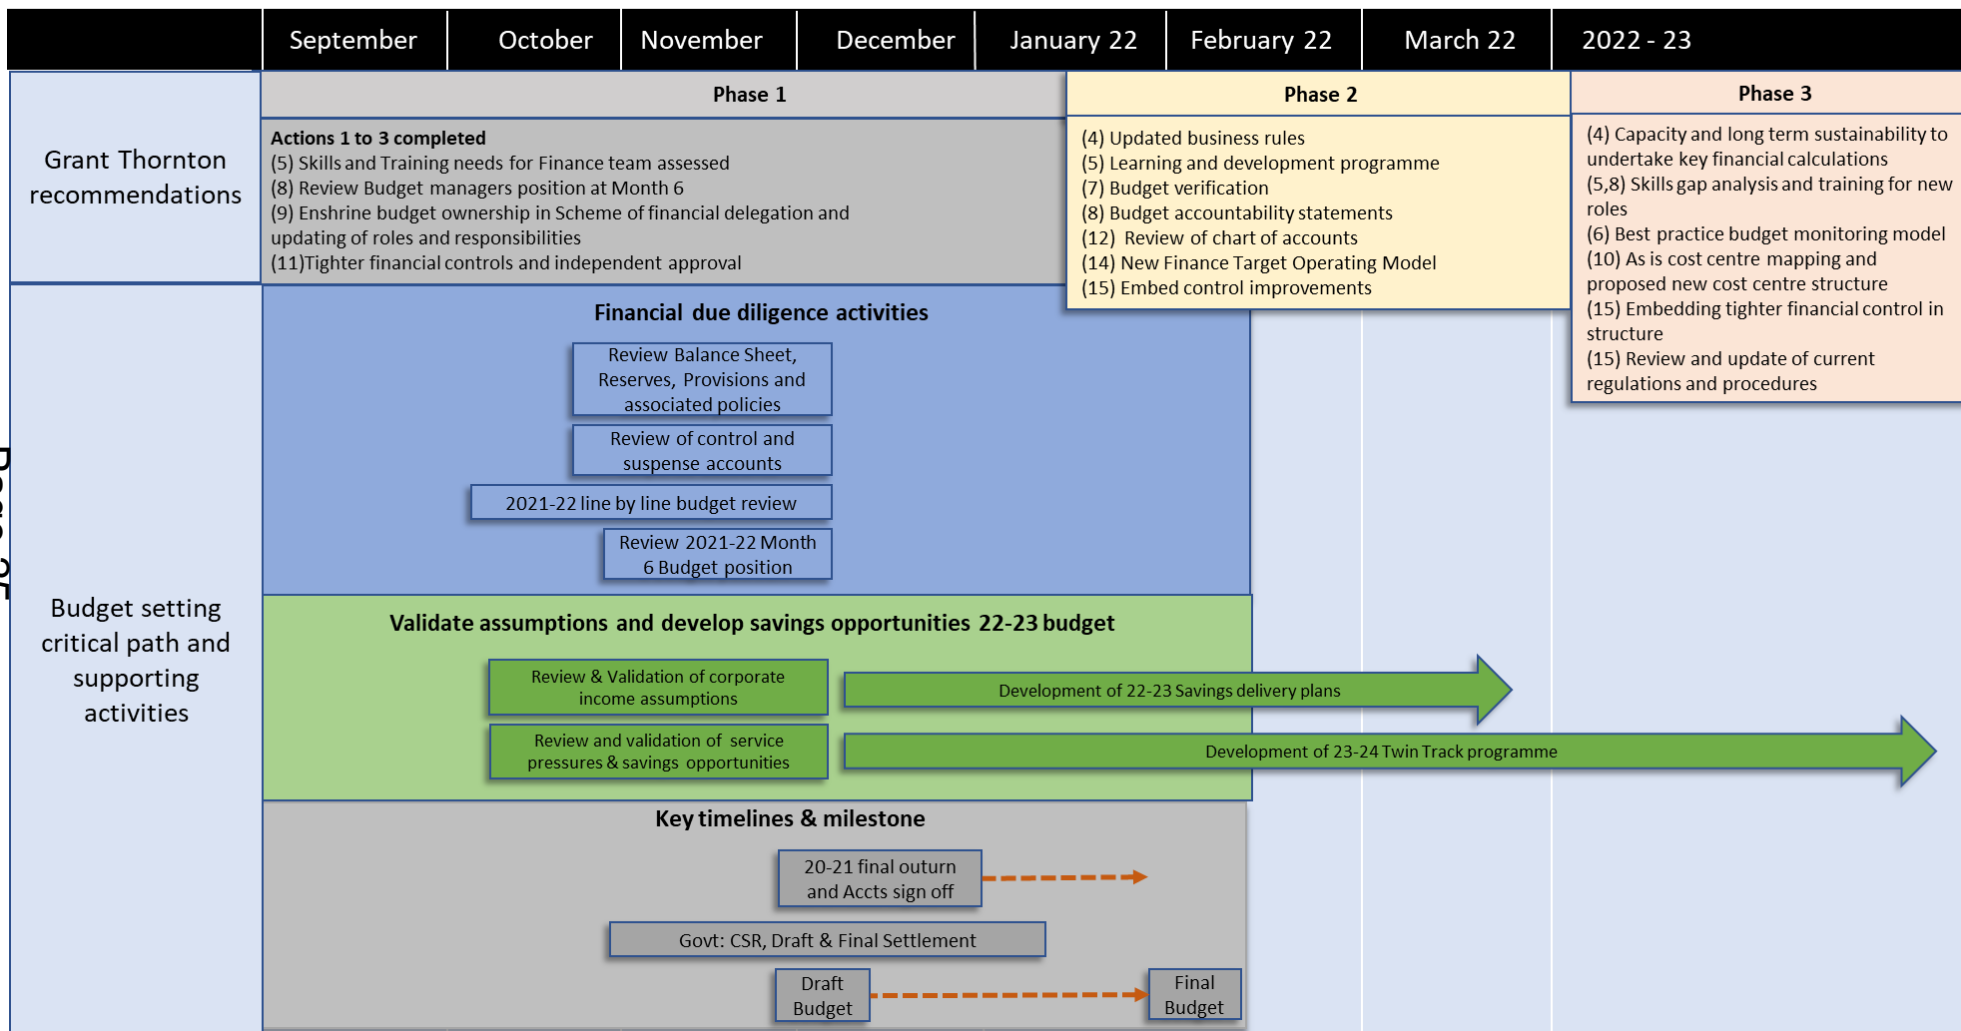 September October November December January 22 February 22 March 22 2022 - 23
Grant Thornton
recommendations
Phase 1
Actions 1 to 3 completed
(5) Skills and Training needs for Finance team assessed
(8) Review Budget managers position at Month 6
(9) Enshrine budget ownership in Scheme of financial delegation and
updating of roles and responsibilities
(11)Tighter financial controls and independent approval
Phase 2
(4) Updated business rules
(5) Learning and development programme
(7) Budget verification
(8) Budget accountability statements
(12) Review of chart of accounts
(14) New Finance Target Operating Model
(15) Embed control improvements
Phase 3
(4) Capacity and long term sustainability to
undertake key financial calculations
(5,8) Skills gap analysis and training for new
roles
(6) Best practice budget monitoring model
(10) As is cost centre mapping and
proposed new cost centre structure
(15) Embedding tighter financial control in
structure
(15) Review and update of current
regulations and procedures
Budget setting
critical path and
supporting
activities
Financial due diligence activities
Review Balance Sheet,
Reserves, Provisions and
associated policies
Review of control and
suspense accounts
2021-22 line by line budget review
Review 2021-22 Month
6 Budget position
Validate assumptions and develop savings opportunities 22-23 budget
Review & Validation of corporate
income assumptions
Development of 22-23 Savings delivery plans
Review and validation of service
pressures & savings opportunities
Development of 23-24 Twin Track programme
Key timelines & milestone
20-21 final outurn
and Accts sign off
Govt: CSR, Draft & Final Settlement
Draft
Budget
Final
Budget